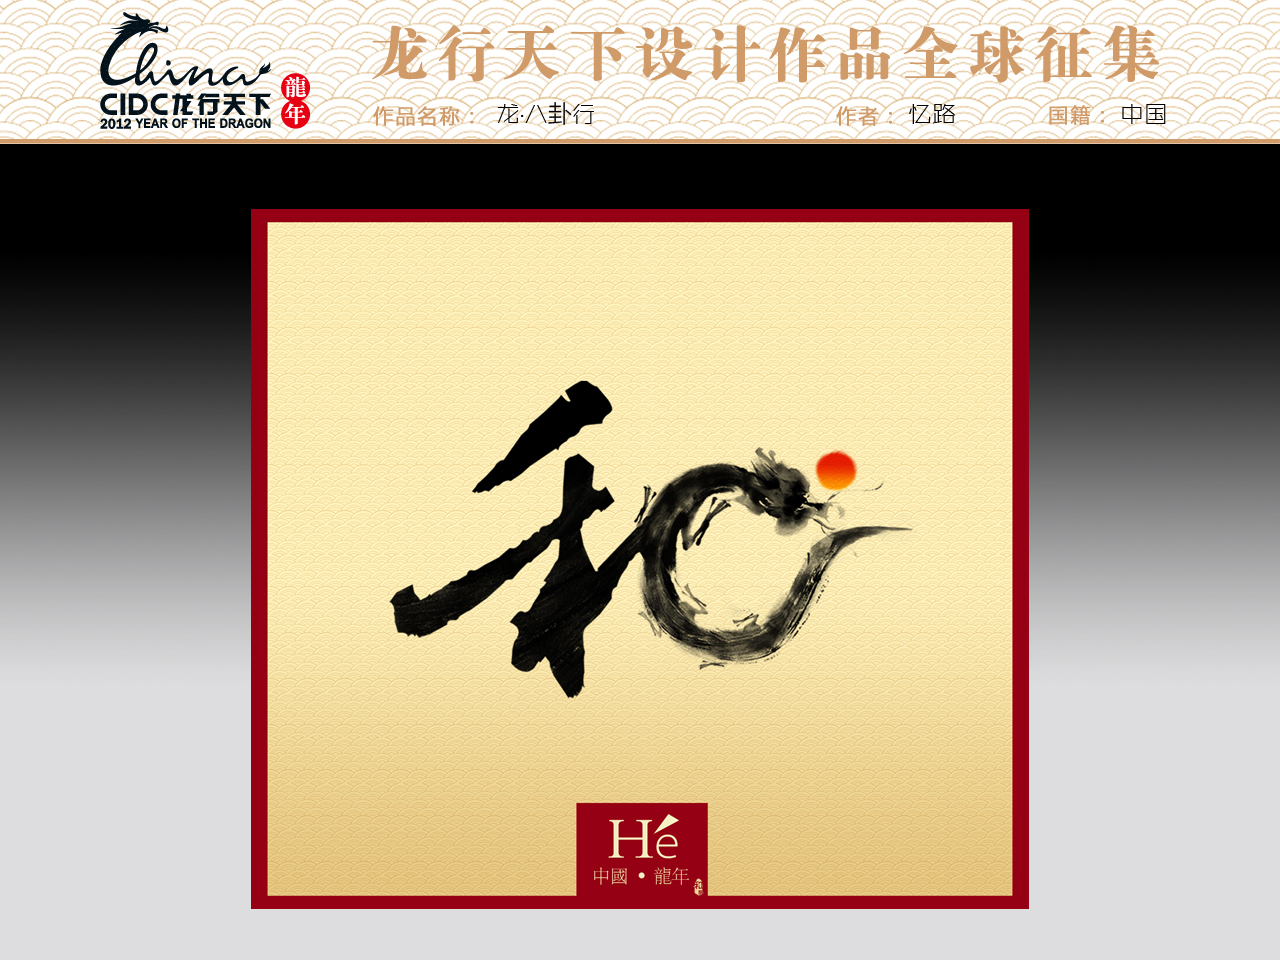 China
CIDC龙行天下
2012 YEAR OF THE DRAGON
龍年
龙行天下设计作品全球征集
作品名称： 龙·八卦行 作者： 忆路 国籍： 中国
和
Hé
中國·龍年